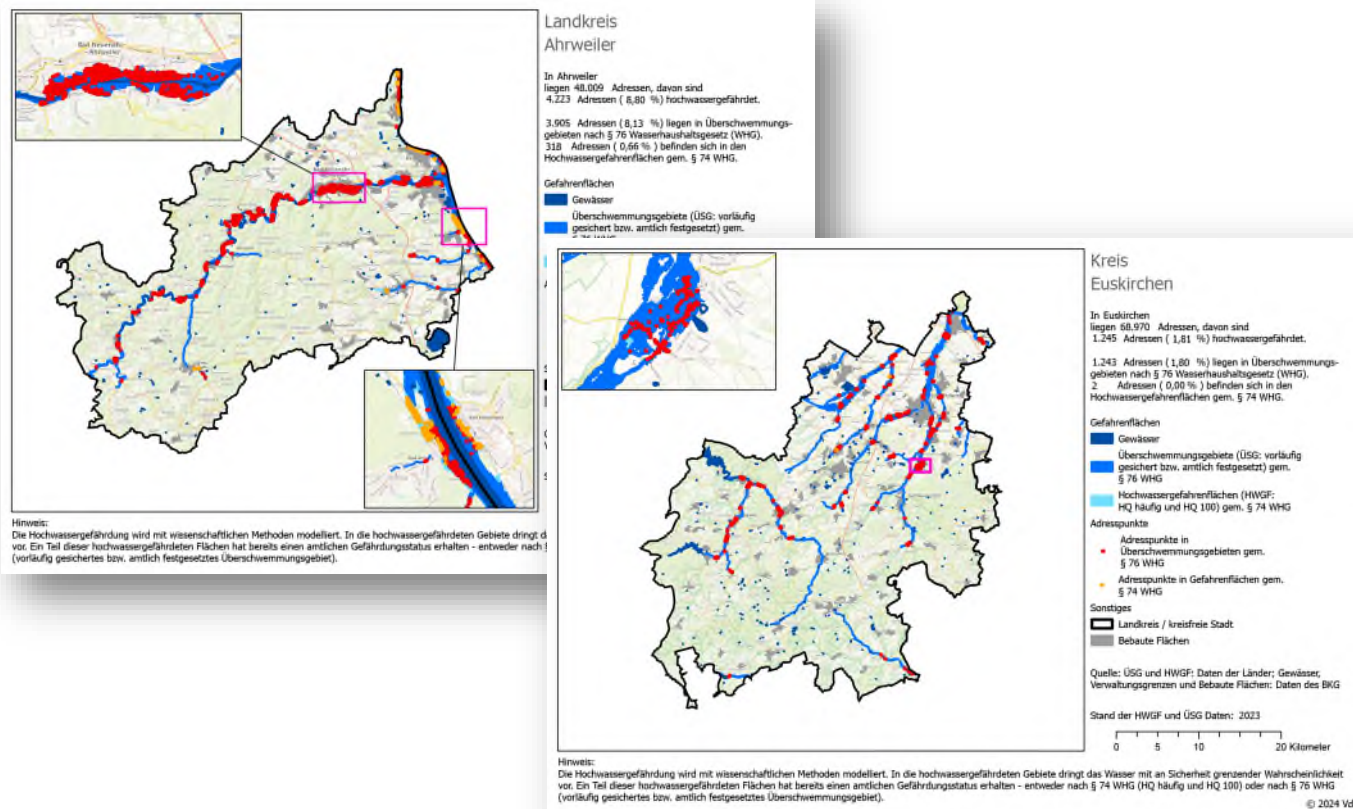 Landkreis
Ahrweiler
In Ahrweiler
liegen 48.009 Adressen, davon sind
4.223 Adressen ( 8,80 %) hochwassergefährdet.
3.905 Adressen ( 8,13 %) liegen in Überschwemmungs-
gebieten nach § 76 Wasserhaushaltsgesetz (WHG).
318 Adressen ( 0,66 % ) befinden sich in den
Hochwassergefahrenflächen gem. § 74 WHG.
Gefahrenflächen
Gewässer
Überschwemmungsgebiete (ÜSG: vorläufig
gesichert bzw. amtlich festgesetzt) gem.
Hinweis:
Die Hochwassergefährdung wird mit wissenschaftlichen Methoden modelliert. In die hochwassergefährdeten Gebiete dringt
vor. Ein Teil dieser hochwassergefährdeten Flächen hat bereits einen amtlichen Gefährdungsstatus erhalten - entweder nach
(vorläufig gesichertes bzw. amtlich festgesetztes Überschwemmungsgebiet).
Kreis
Euskirchen
In Euskirchen
liegen 68.970 Adressen, davon sind
1.245 Adressen ( 1,81 %) hochwassergefährdet.
1.243 Adressen ( 1,80 %) liegen in Überschwemmungs-
gebieten nach § 76 Wasserhaushaltsgesetz (WHG).
2 Adressen ( 0,00 % ) befinden sich in den
Hochwassergefahrenflächen gem. § 74 WHG.
Gefahrenflächen
Gewässer
Überschwemmungsgebiete (ÜSG: vorläufig
gesichert bzw. amtlich festgesetzt) gem.
§ 76 WHG
Hochwassergefahrenflächen (HWGF:
HQ häufig und HQ 100) gem. § 74 WHG
Adresspunkte
Adresspunkte in
Überschwemmungsgebieten gem.
§ 76 WHG
Adresspunkte in Gefahrenflächen gem.
§ 74 WHG
Sonstiges
Landkreis / kreisfreie Stadt
Bebaute Flächen
Quelle: ÜSG und HWGF: Daten der Länder; Gewässer,
Verwaltungsgrenzen und Bebaute Flächen: Daten des BKG
Stand der HWGF und ÜSG Daten: 2023
0 5 10 20 Kilometer
Hinweis:
Die Hochwassergefährdung wird mit wissenschaftlichen Methoden modelliert. In die hochwassergefährdeten Gebiete dringt das Wasser mit an Sicherheit grenzender Wahrscheinlichkeit
vor. Ein Teil dieser hochwassergefährdeten Flächen hat bereits einen amtlichen Gefährdungsstatus erhalten - entweder nach § 74 WHG (HQ häufig und HQ 100) oder nach § 76 WHG
(vorläufig gesichertes bzw. amtlich festgesetztes Überschwemmungsgebiet).
© 2024